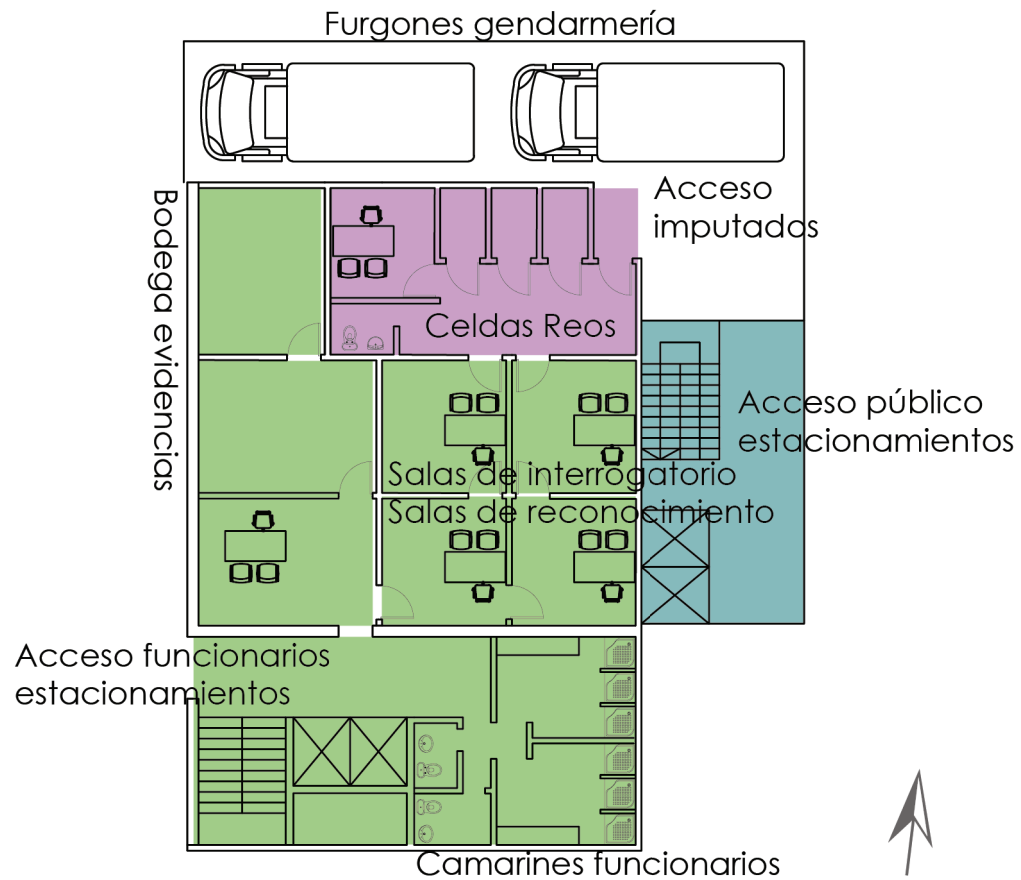 Furgones gendarmería
Acceso
imputados
Bodega evidencias
Celdas Reos
Acceso público
estacionamientos
Salas de interrogatorio
Salas de reconocimiento
Acceso funcionarios
estacionamientos
Camarines funcionarios